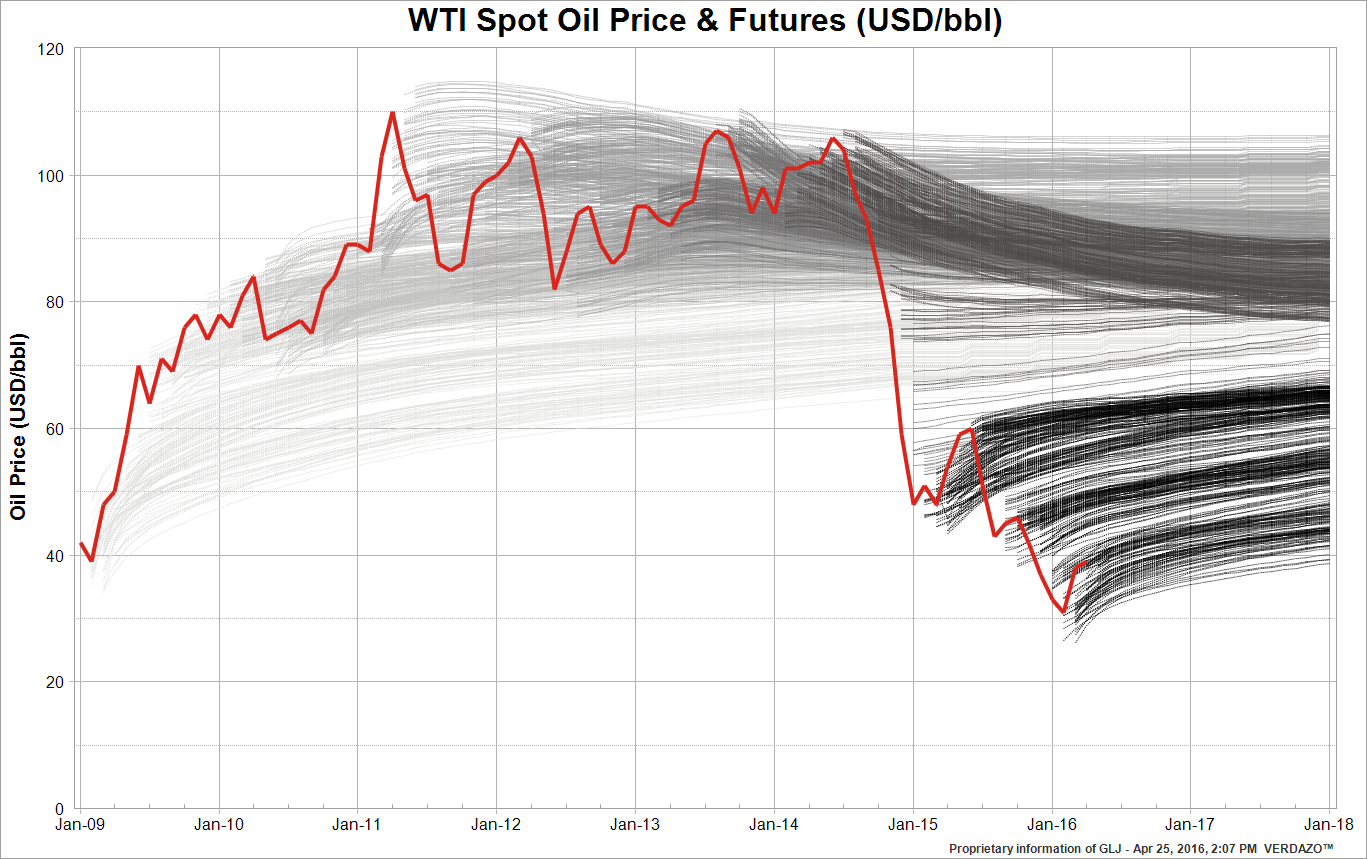 WTI Spot Oil Price & Futures (USD/bbl)
120
100
80
60
40
20
0
Oil Price (USD/bbl)
Jan-09 Jan-10 Jan-11 Jan-12 Jan-13 Jan-14 Jan-15 Jan-16 Jan-17 Jan-18
Proprietary information of GLJ - Apr 25, 2016, 2:07 PM VERDAZO™